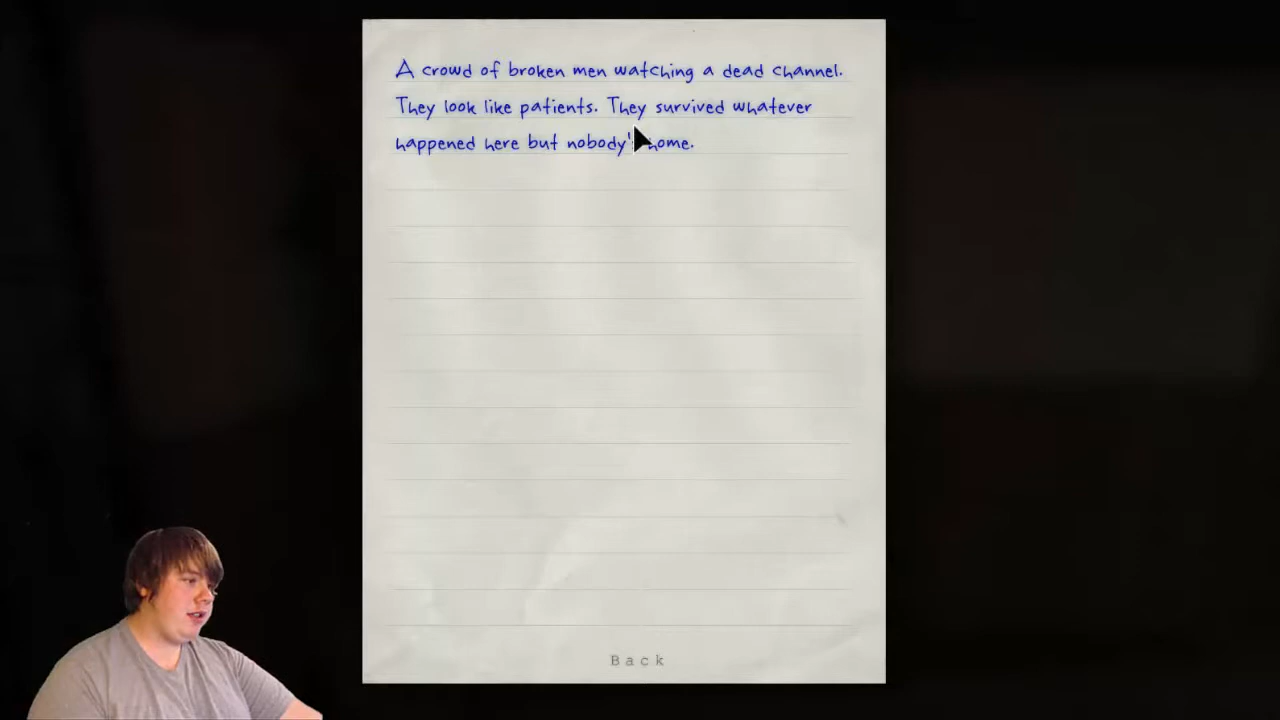 A crowd of broken men watching a dead channel.
They look like patients. They survived whatever
happened here but nobody's home.
Back